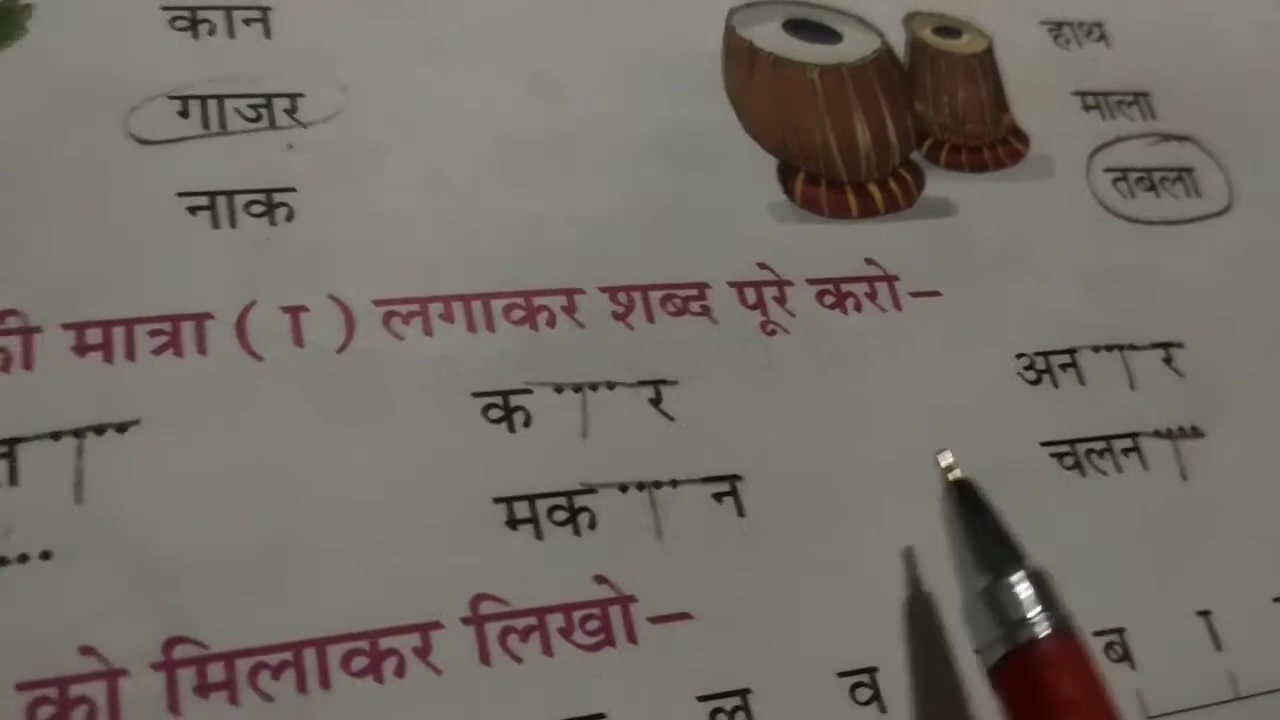 कान
गाजर
नाक
हाथ
माला
तबला
की मात्रा ( ा ) लगाकर शब्द पूरे करो–
क....ा र
अन....ा र
मक....ा न
चलन....ा
...
को मिलाकर लिखो–
ल व ब ा